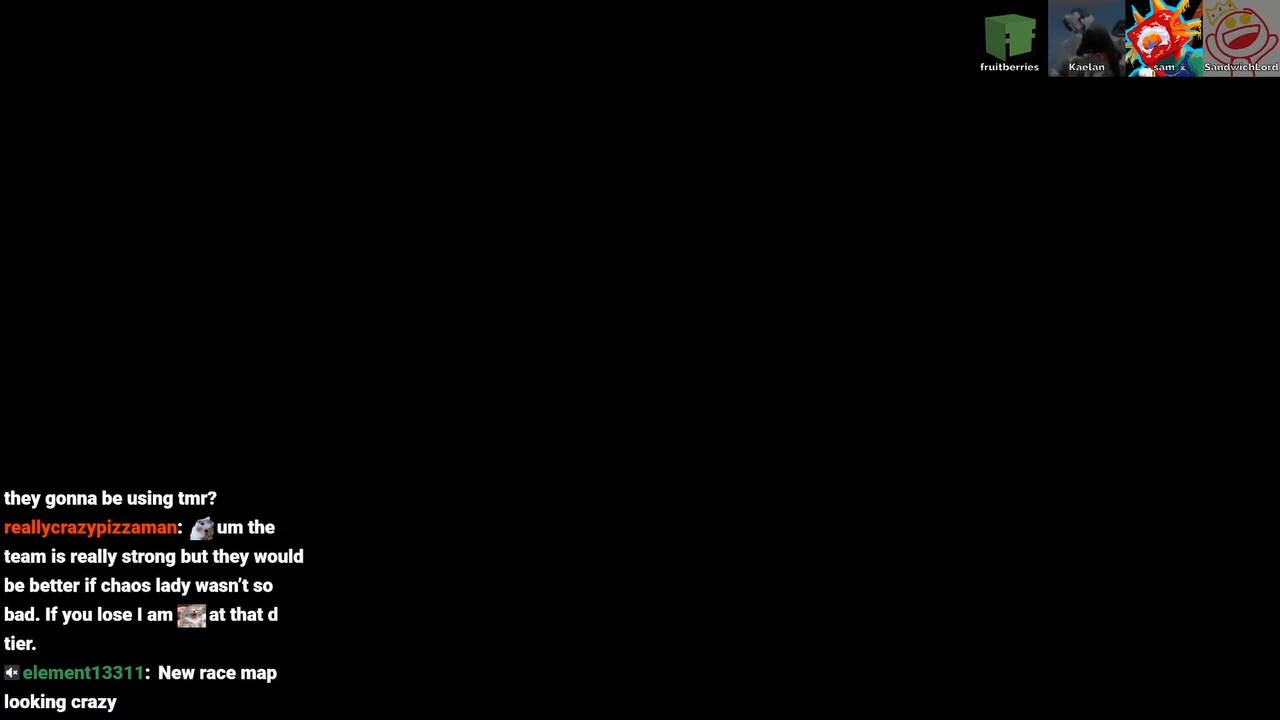 fruitberries Kaelan sam_x SandwichLord
they gonna be using tmr?
reallycrazypizzaman: um the
team is really strong but they would
be better if chaos lady wasn't so
bad. If you lose I am at that d
tier.
element13311: New race map
looking crazy